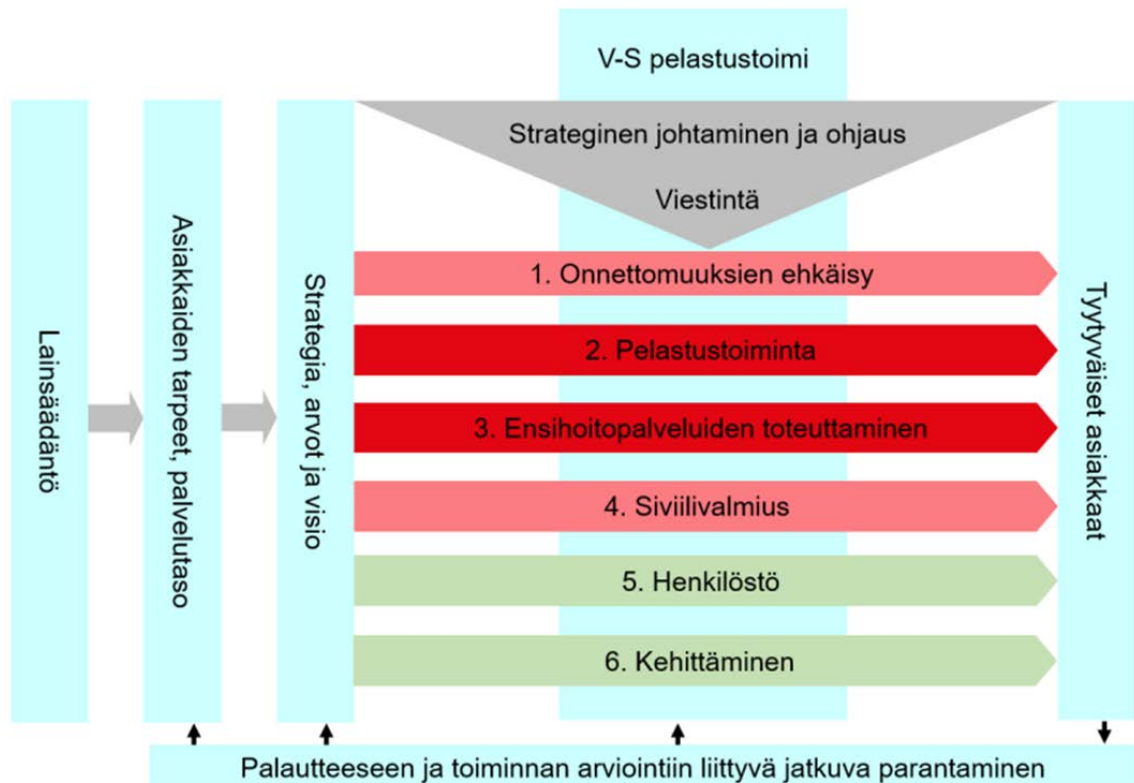 V-S pelastustoimi
Strateginen johtaminen ja ohjaus
Viestintä
Lainsäädäntö
Asiakkaiden tarpeet, palvelutaso
Strategia, arvot ja visio
1. Onnettomuuksien ehkäisy
2. Pelastustoiminta
3. Ensihoitopalveluiden toteuttaminen
4. Siviilivalmius
5. Henkilöstö
6. Kehittäminen
Tyytyväiset asiakkaat
Palautteeseen ja toiminnan arviointiin liittyvä jatkuva parantaminen